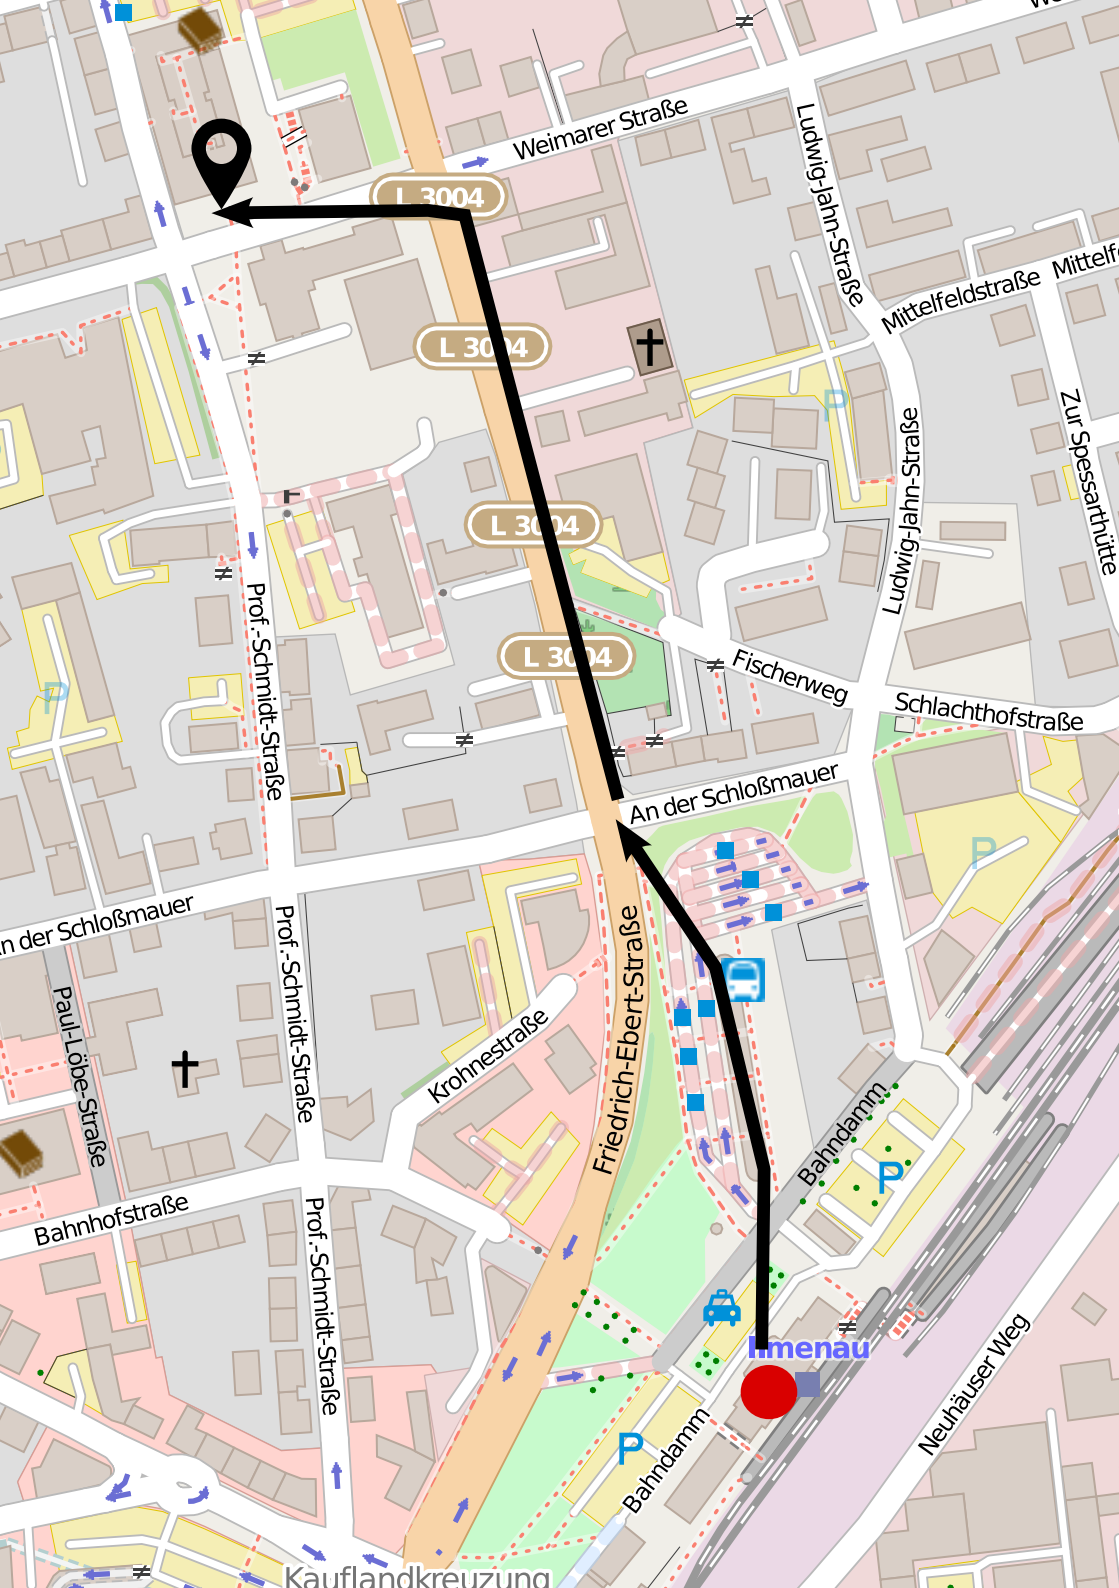 We
Weimarer Straße
Ludwig-Jahn-Straße
L 3004
Mittelfeldstraße
Mittelf
L 3004
Zur Spessarthütte
Ludwig-Jahn-Straße
P
L 3004
Prof.-Schmidt-Straße
L 3004
Fischerweg
Schlachthofstraße
P
An der Schloßmauer
P
n der Schloßmauer
Prof.-Schmidt-Straße
Friedrich-Ebert-Straße
Paul-Löbe-Straße
Krohnestraße
Bahndamm
P
Bahnhofstraße
Prof.-Schmidt-Straße
Ilmenau
Neuhäuser Weg
P
Bahndamm
Kauflandkreuzung